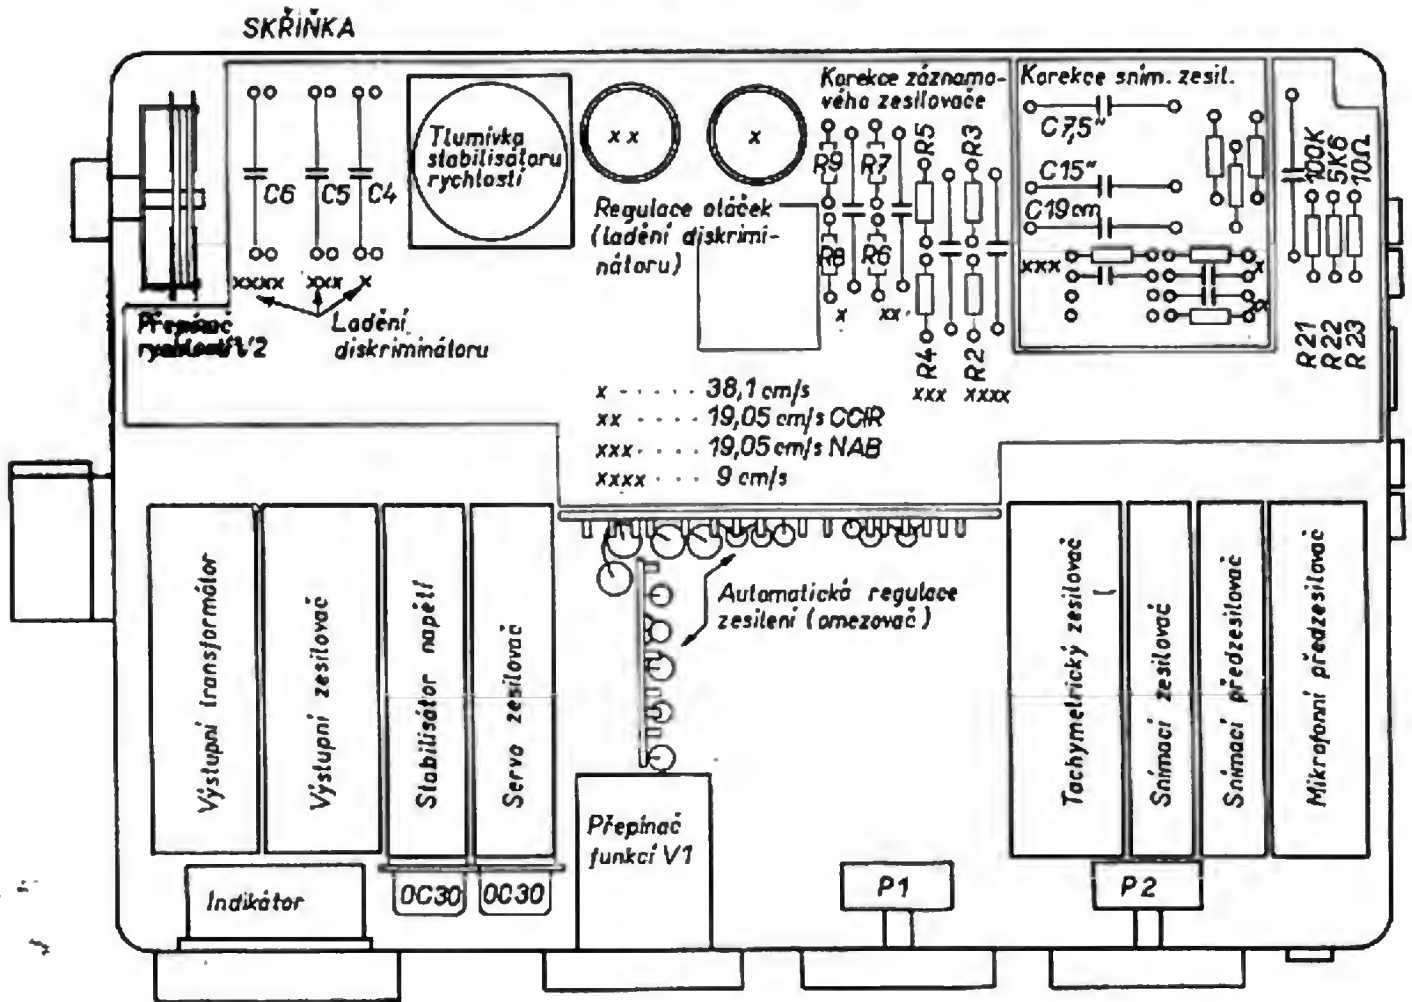 SKŘÍŇKA
C6
C5
C4
xxxx
xxx
x
Přepínač
rychlostí V2
Ladění
diskriminátoru
Tlumivka
stabilisátoru
rychlostí
xx
x
Regulace otáček
(ladění diskrimi-
nátoru)
Korekce záznamo-
vého zesilovače
R9
R7
R5
R3
R8
R6
x
xx
R4
R2
xxx
xxxx
Korekce sním. zesil.
C7,5"
C15"
C19cm
xxx
x
100K
5K6
10Ω
R21
R22
R23
x ····· 38,1 cm/s
xx ···· 19,05 cm/s CCIR
xxx ···· 19,05 cm/s NAB
xxxx ··· 9 cm/s
Automatická regulace
zesílení (omezovač)
Výstupní transformátor
Výstupní zesilovač
Stabilisátor napětí
Servo zesilovač
Tachymetrický zesilovač
Snímací zesilovač
Snímací předzesilovač
Mikrofonní předzesilovač
Přepínač
funkcí V1
Indikátor
OC30
OC30
P1
P2